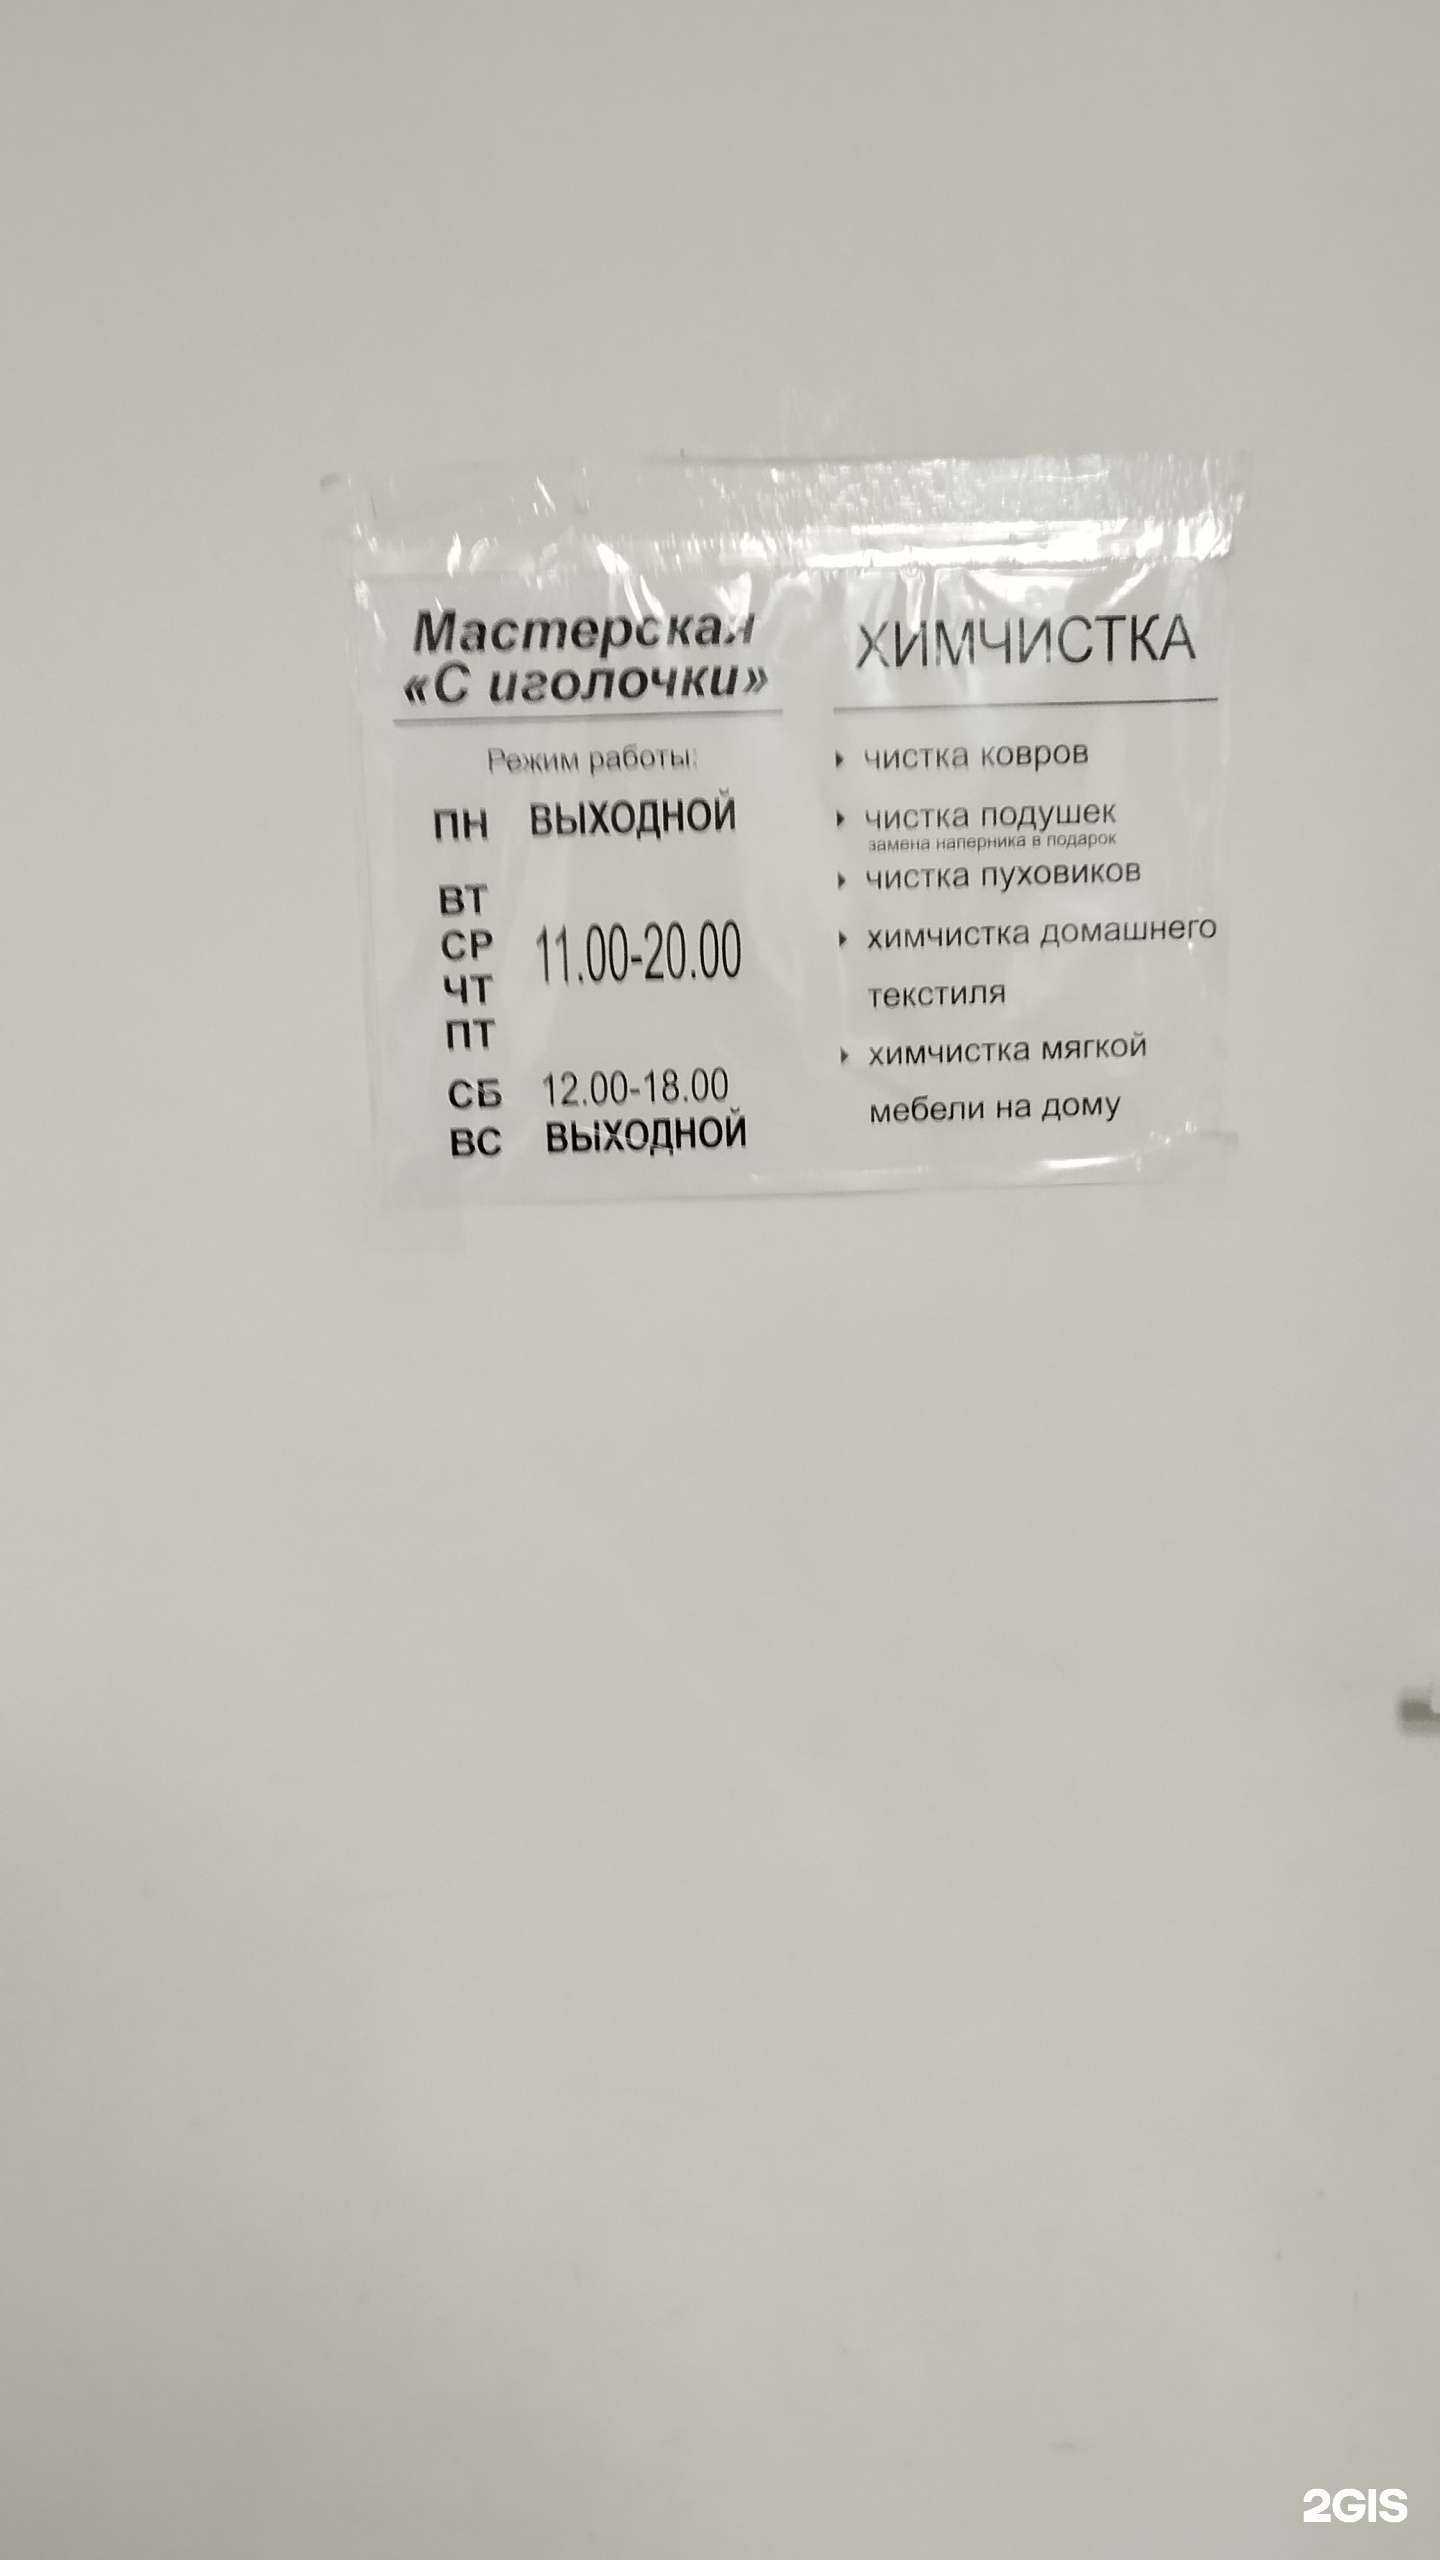 Мастерская
«С иголочки»
Режим работы:
ПН ВЫХОДНОЙ
ВТ
СР
ЧТ
ПТ
11.00-20.00
СБ 12.00-18.00
ВС ВЫХОДНОЙ
ХИМЧИСТКА
чистка ковров
чистка подушек
замена наперника в подарок
чистка пуховиков
химчистка домашнего
текстиля
химчистка мягкой
мебели на дому
2GIS